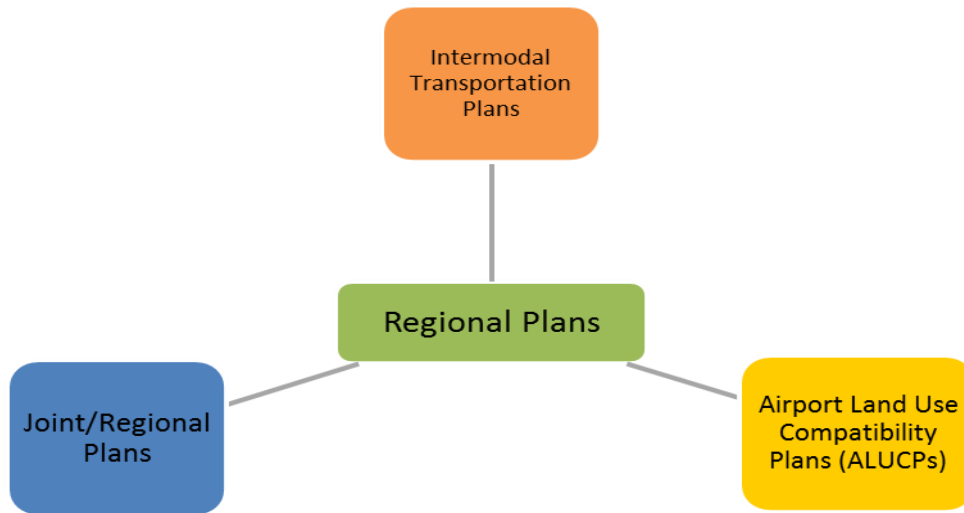 Intermodal
Transportation
Plans
Regional Plans
Joint/Regional
Plans
Airport Land Use
Compatibility
Plans (ALUCPs)